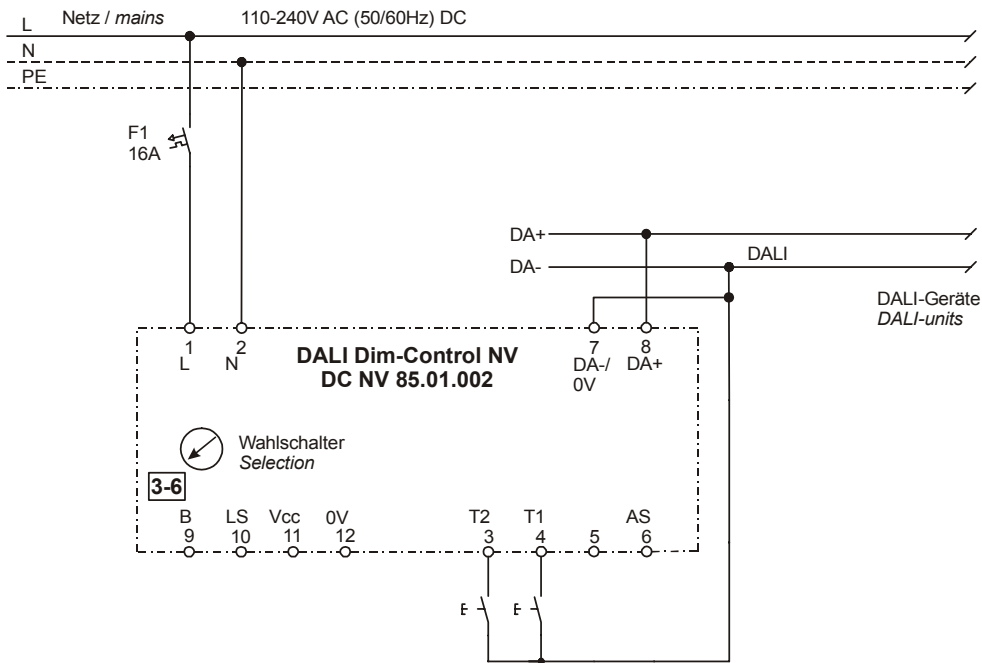 L Netz / mains 110-240V AC (50/60Hz) DC
N
PE
F1
16A
DA+
DA- DALI
DALI-Geräte
DALI-units
1 2 7 8
L N DA-/ DA+
0V
DALI Dim-Control NV
DC NV 85.01.002
Wahlschalter
Selection
3-6
B LS Vcc 0V T2 T1 AS
9 10 11 12 3 4 5 6